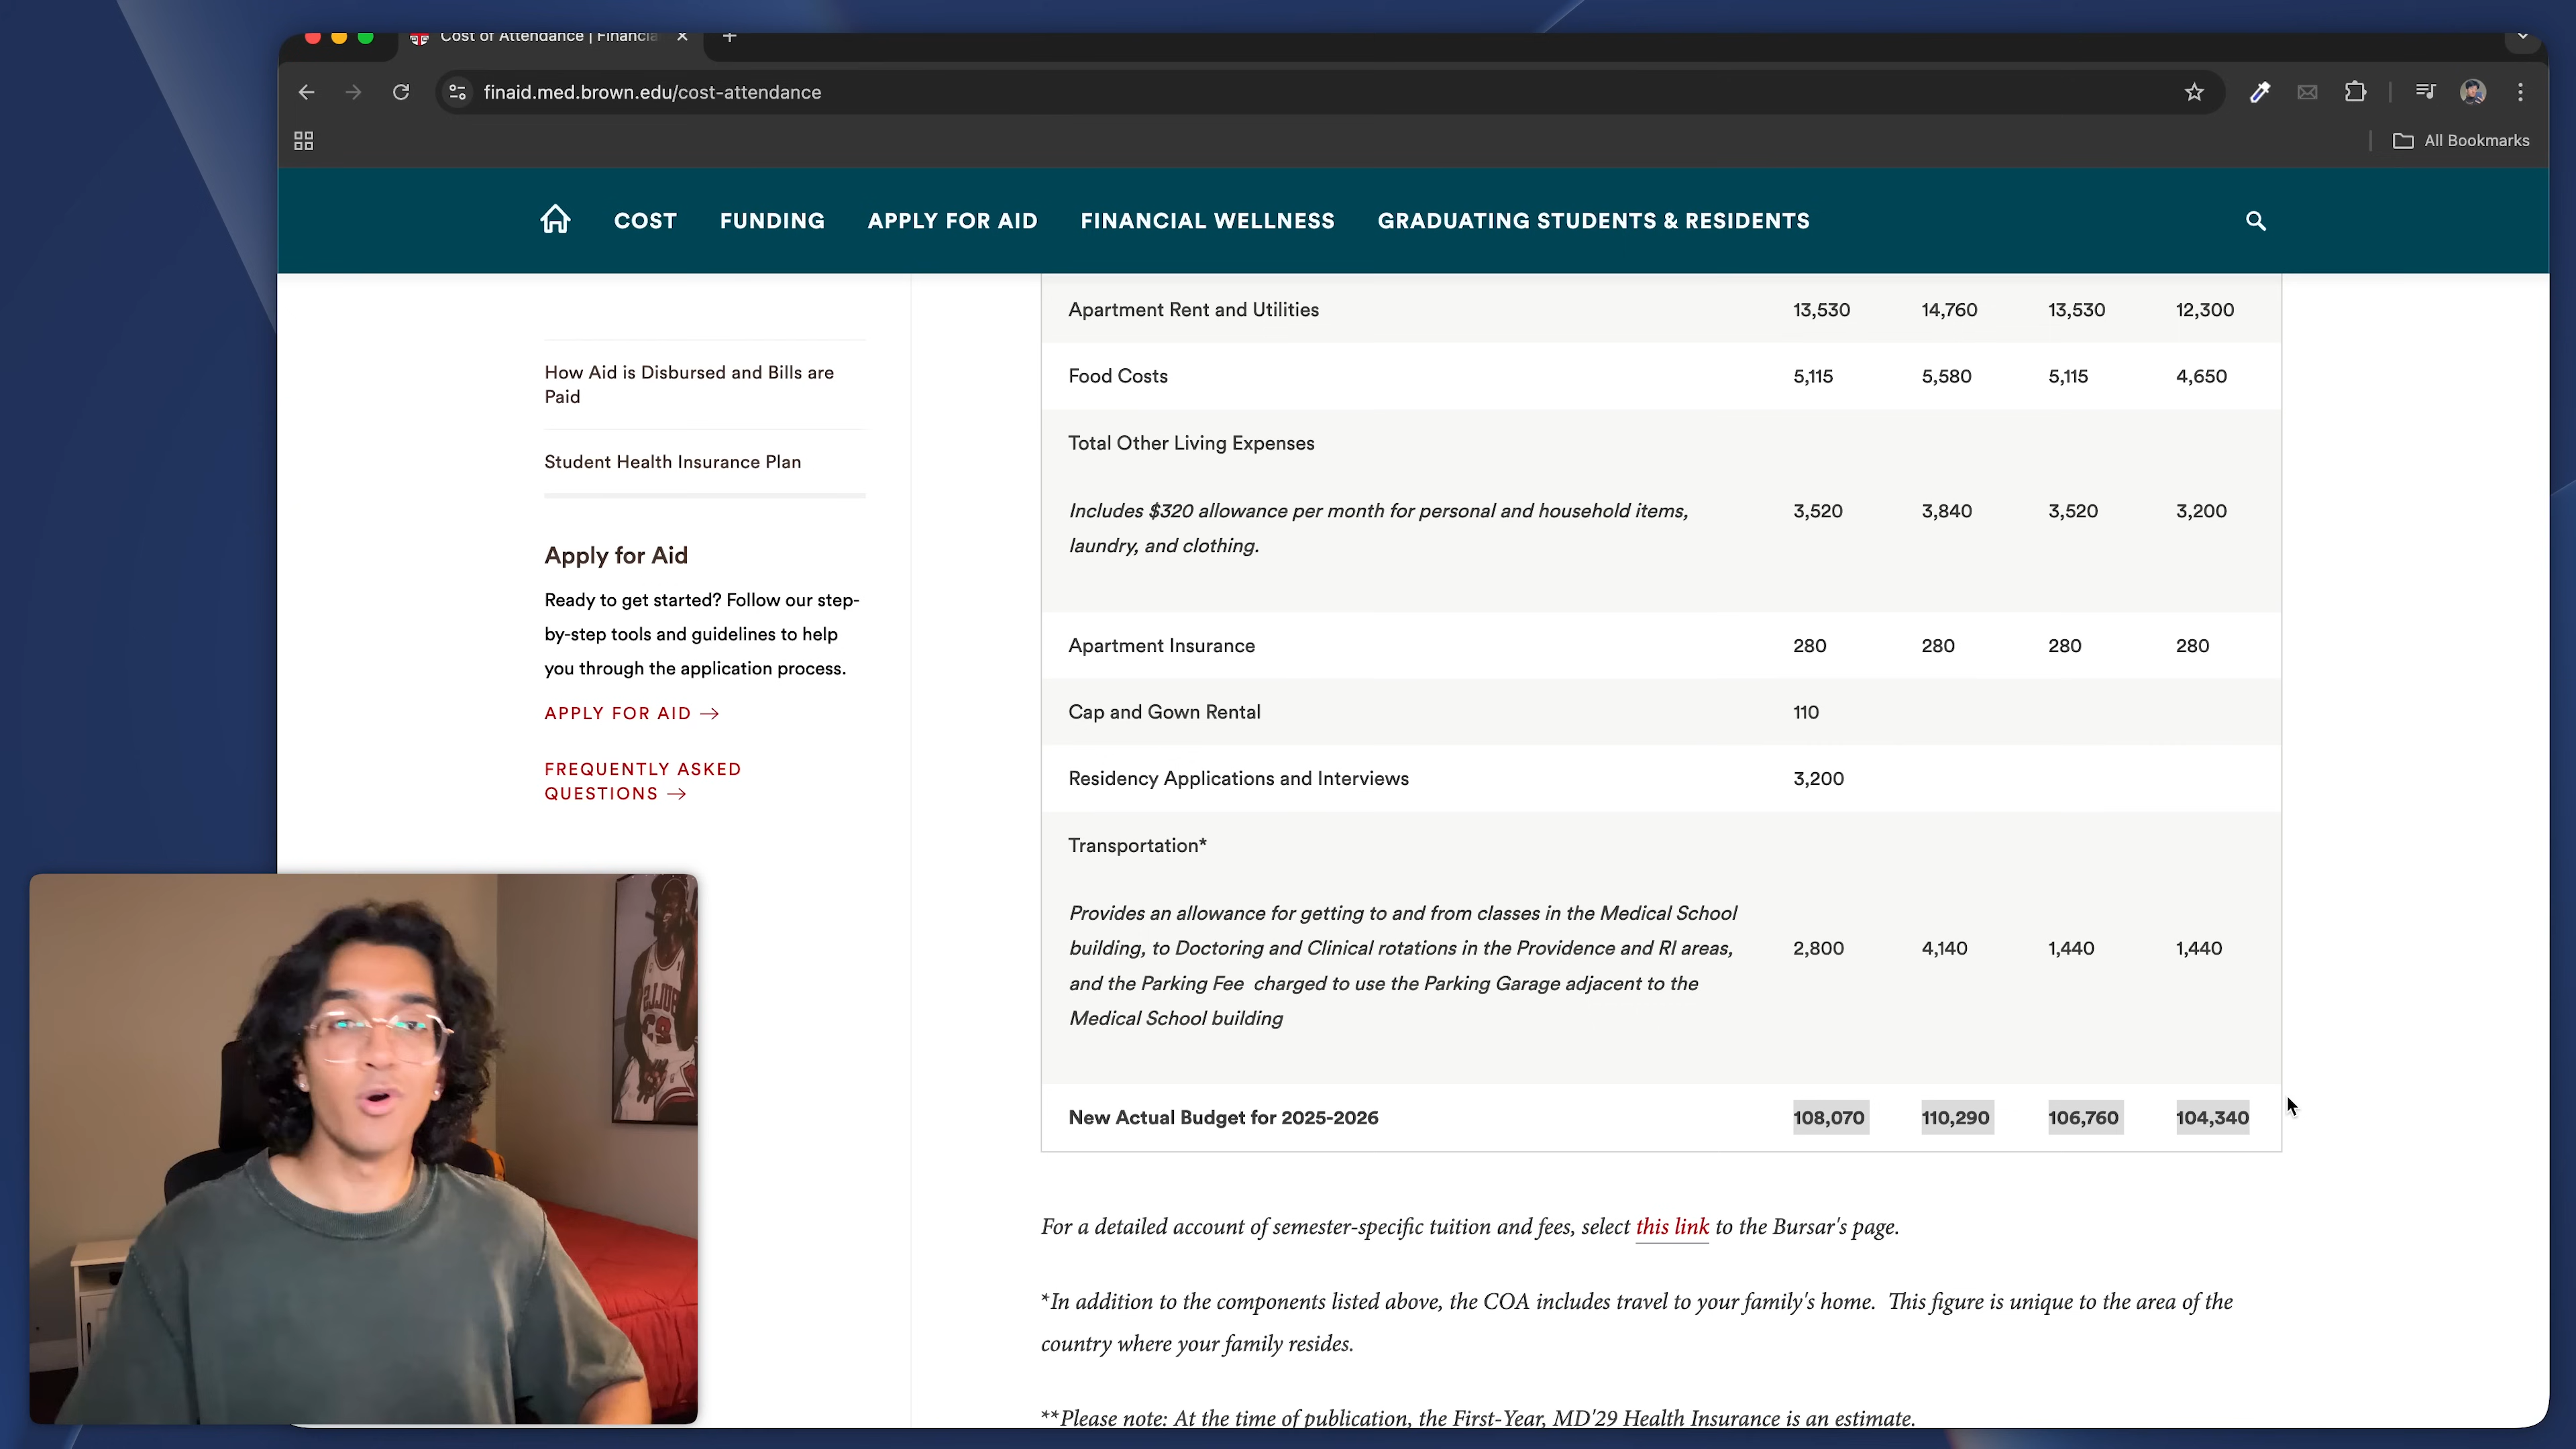 Cost of Attendance | Financia
finaid.med.brown.edu/cost-attendance
All Bookmarks
COST FUNDING APPLY FOR AID FINANCIAL WELLNESS GRADUATING STUDENTS & RESIDENTS
How Aid is Disbursed and Bills are
Paid
Student Health Insurance Plan
Apply for Aid
Ready to get started? Follow our step-
by-step tools and guidelines to help
you through the application process.
APPLY FOR AID →
FREQUENTLY ASKED
QUESTIONS →
Apartment Rent and Utilities 13,530 14,760 13,530 12,300
Food Costs 5,115 5,580 5,115 4,650
Total Other Living Expenses
Includes $320 allowance per month for personal and household items, 3,520 3,840 3,520 3,200
laundry, and clothing.
Apartment Insurance 280 280 280 280
Cap and Gown Rental 110
Residency Applications and Interviews 3,200
Transportation*
Provides an allowance for getting to and from classes in the Medical School
building, to Doctoring and Clinical rotations in the Providence and RI areas, 2,800 4,140 1,440 1,440
and the Parking Fee charged to use the Parking Garage adjacent to the
Medical School building
New Actual Budget for 2025-2026 108,070 110,290 106,760 104,340
For a detailed account of semester-specific tuition and fees, select this link to the Bursar's page.
*In addition to the components listed above, the COA includes travel to your family's home. This figure is unique to the area of the
country where your family resides.
**Please note: At the time of publication, the First-Year, MD'29 Health Insurance is an estimate.
BULLS
23